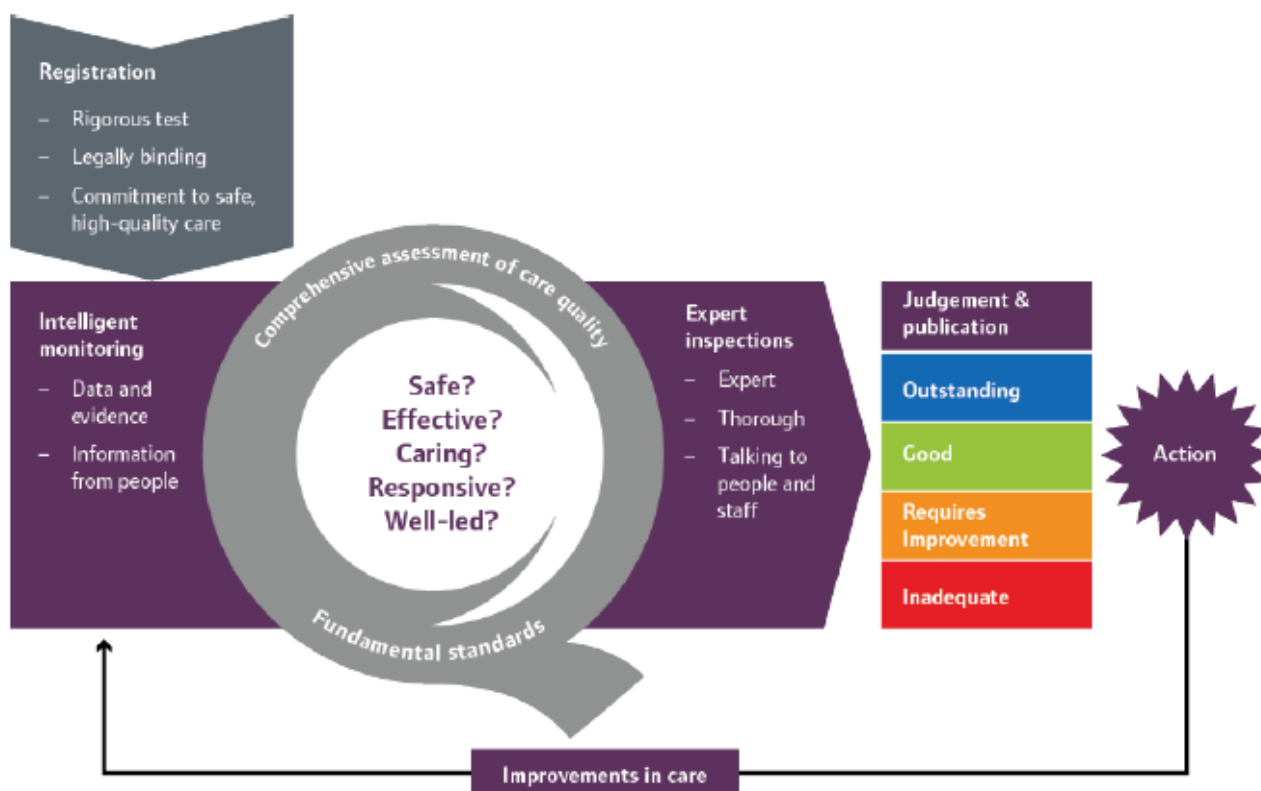 Registration
– Rigorous test
– Legally binding
– Commitment to safe,
high-quality care
Intelligent
monitoring
– Data and
evidence
– Information
from people
Comprehensive assessment of care quality
Safe?
Effective?
Caring?
Responsive?
Well-led?
Fundamental standards
Expert
inspections
– Expert
– Thorough
– Talking to
people and
staff
Judgement &
publication
Outstanding
Good
Requires
Improvement
Inadequate
Action
Improvements in care